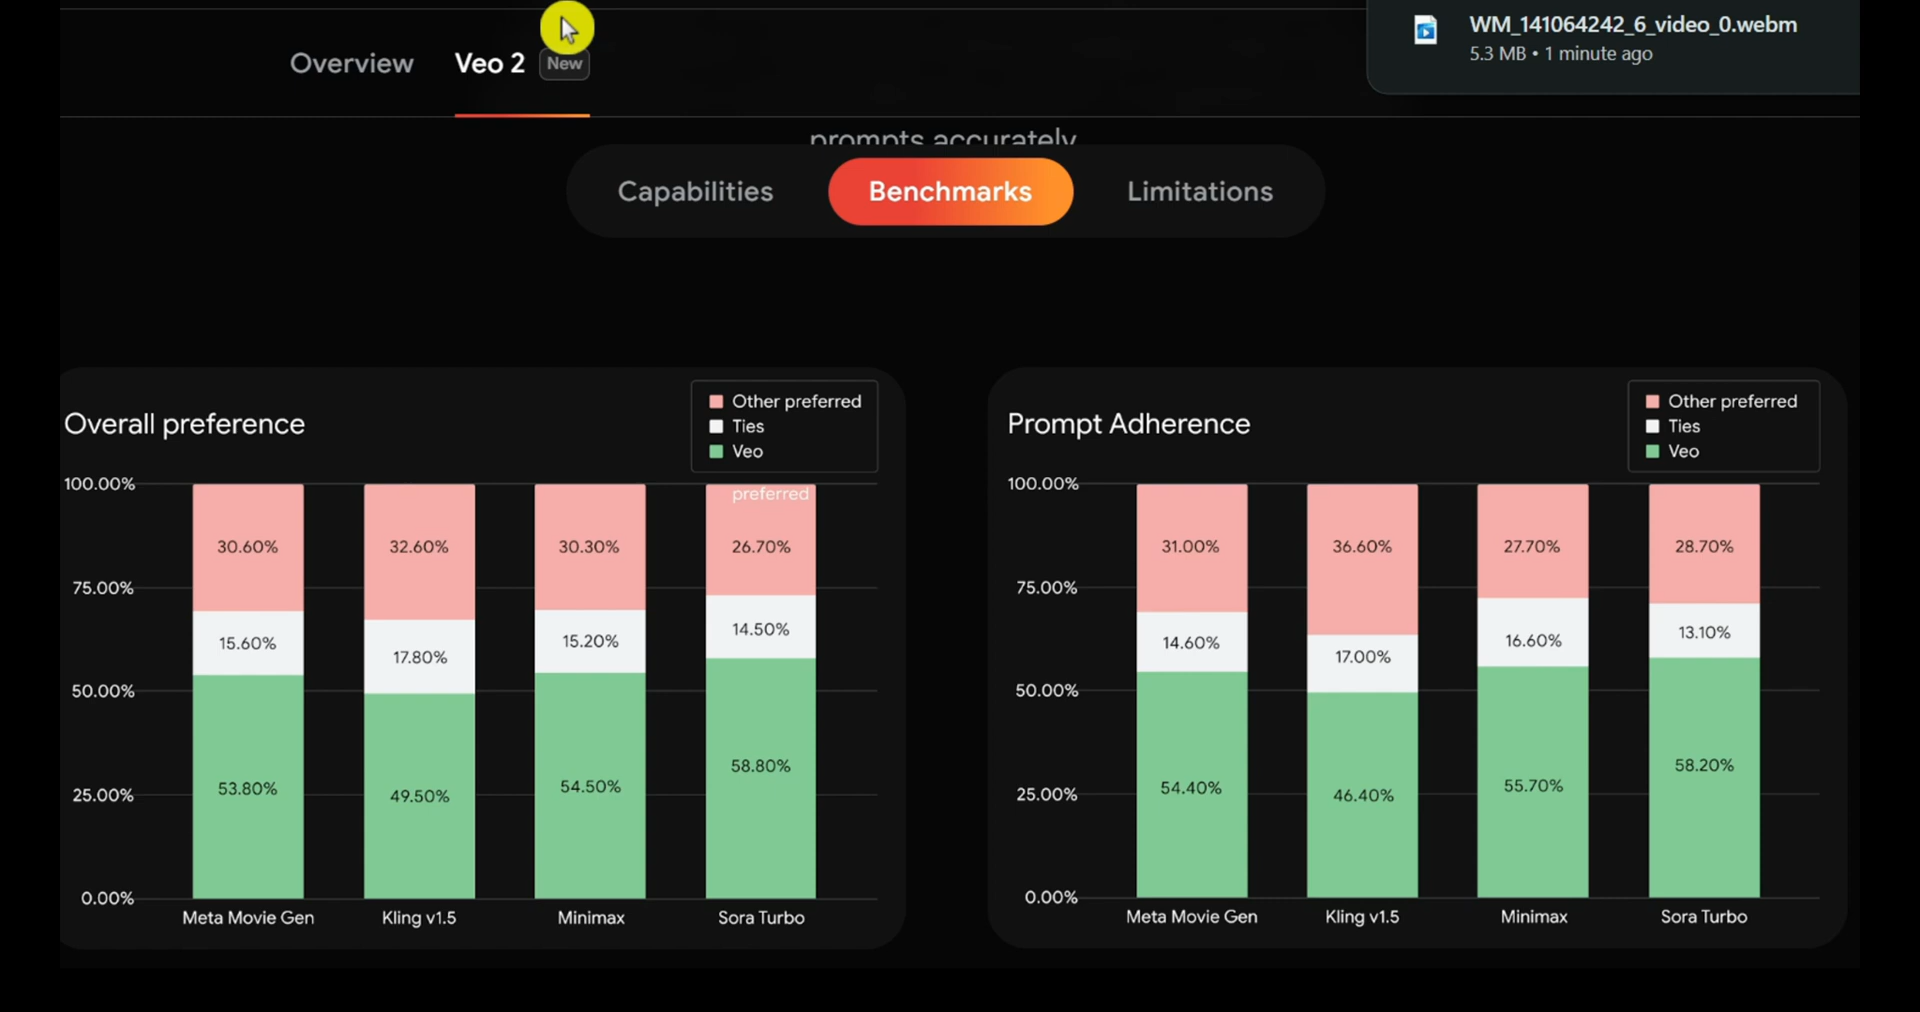 WM_141064242_6_video_0.webm
5.3 MB • 1 minute ago
Overview
Veo 2
New
prompts accurately
Capabilities
Benchmarks
Limitations
Overall preference
Other preferred
Ties
Veo
preferred
100.00%
75.00%
50.00%
25.00%
0.00%
30.60%
32.60%
30.30%
26.70%
15.60%
17.80%
15.20%
14.50%
53.80%
49.50%
54.50%
58.80%
Meta Movie Gen
Kling v1.5
Minimax
Sora Turbo
Prompt Adherence
Other preferred
Ties
Veo
100.00%
75.00%
50.00%
25.00%
0.00%
31.00%
36.60%
27.70%
28.70%
14.60%
17.00%
16.60%
13.10%
54.40%
46.40%
55.70%
58.20%
Meta Movie Gen
Kling v1.5
Minimax
Sora Turbo